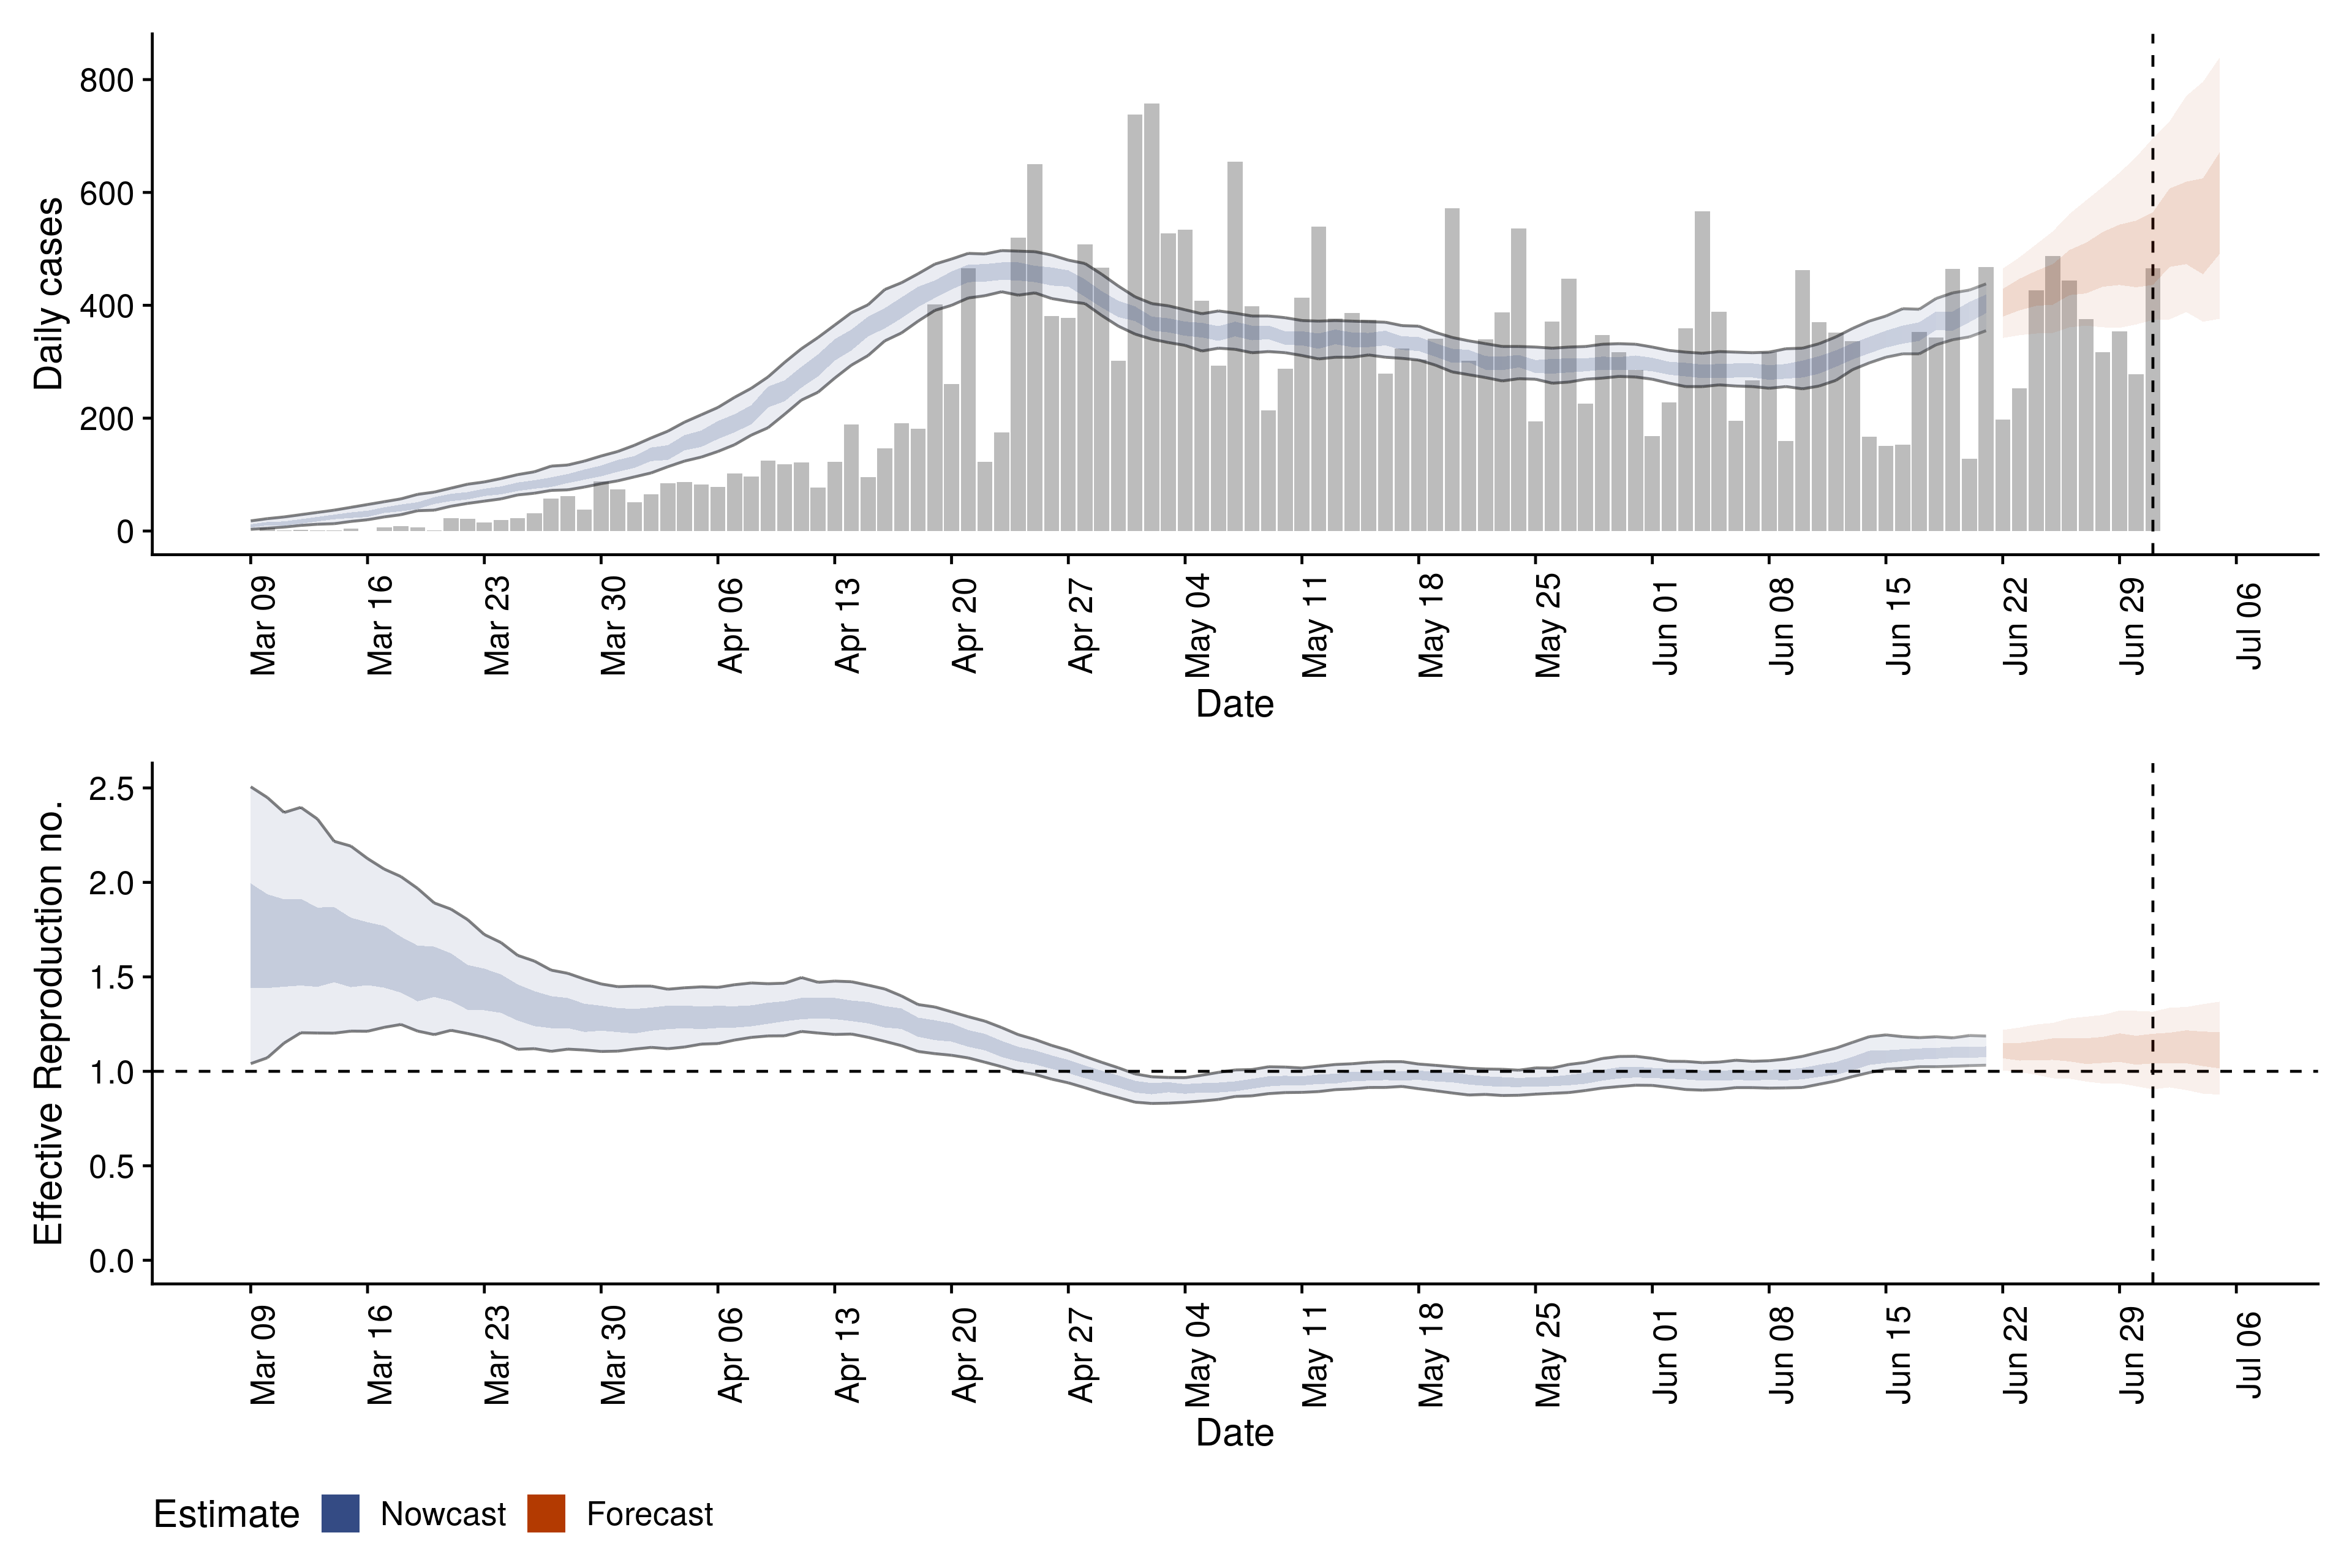 Daily cases
800
600
400
200
0
Mar 09
Mar 16
Mar 23
Mar 30
Apr 06
Apr 13
Apr 20
Apr 27
May 04
May 11
May 18
May 25
Jun 01
Jun 08
Jun 15
Jun 22
Jun 29
Jul 06
Date
Effective Reproduction no.
2.5
2.0
1.5
1.0
0.5
0.0
Mar 09
Mar 16
Mar 23
Mar 30
Apr 06
Apr 13
Apr 20
Apr 27
May 04
May 11
May 18
May 25
Jun 01
Jun 08
Jun 15
Jun 22
Jun 29
Jul 06
Date
Estimate Nowcast Forecast